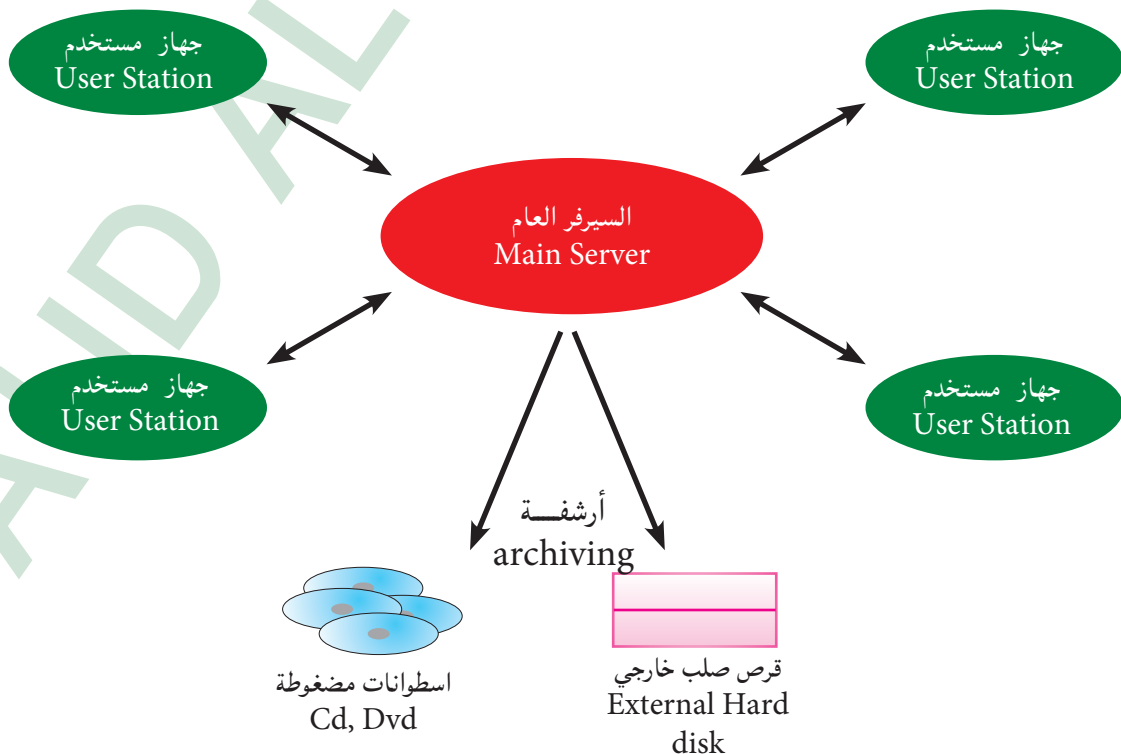 جهاز مستخدم
User Station
جهاز مستخدم
User Station
السيرفر العام
Main Server
جهاز مستخدم
User Station
جهاز مستخدم
User Station
أرشفـــة
archiving
اسطوانات مضغوطة
Cd, Dvd
قرص صلب خارجي
External Hard
disk